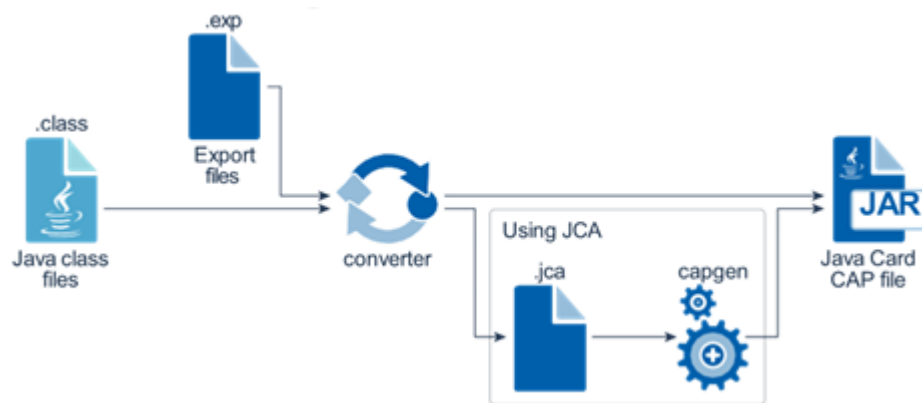 .exp
.class
Export
files
Java class
files
converter
Using JCA
.jca
capgen
JAR
Java Card
CAP file